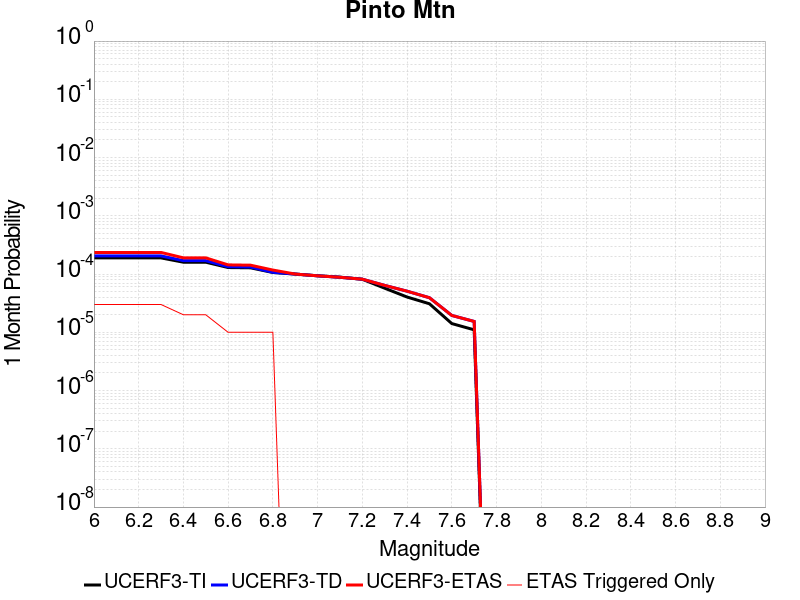 Pinto Mtn
1 Month Probability
10^0
10^-1
10^-2
10^-3
10^-4
10^-5
10^-6
10^-7
10^-8
6 6.2 6.4 6.6 6.8 7 7.2 7.4 7.6 7.8 8 8.2 8.4 8.6 8.8 9
Magnitude
UCERF3-TI UCERF3-TD UCERF3-ETAS ETAS Triggered Only